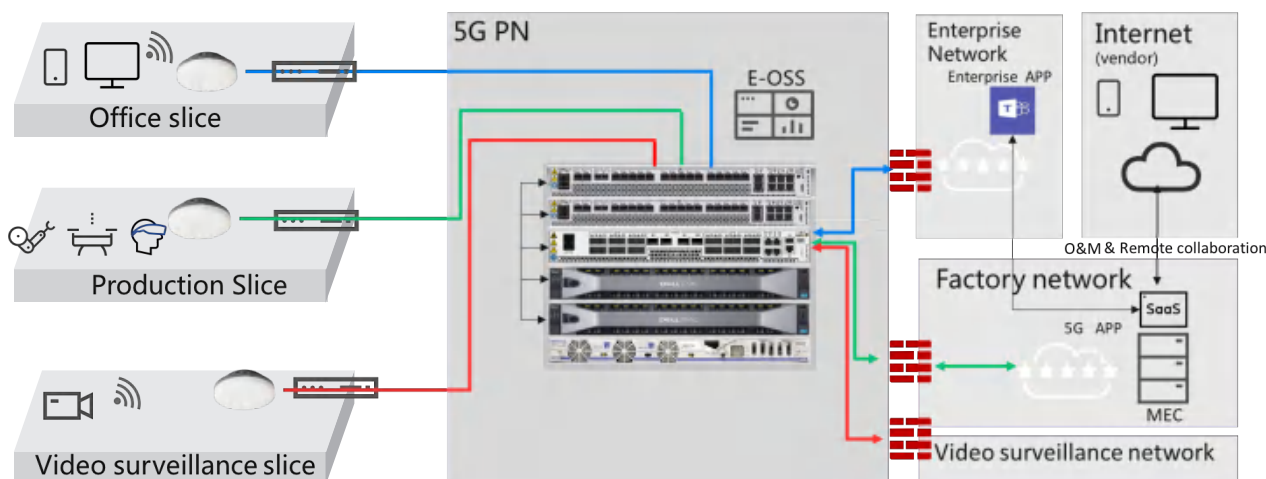 Office slice
Production Slice
Video surveillance slice
5G PN
E-OSS
Enterprise
Network
Enterprise APP
T
Internet
(vendor)
O&M & Remote collaboration
Factory network
SaaS
5G APP
MEC
Video surveillance network